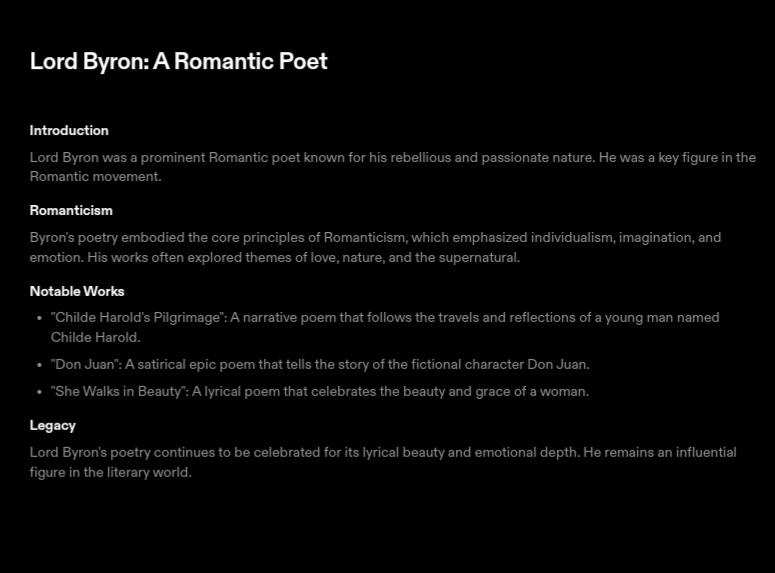 Lord Byron: A Romantic Poet
Introduction
Lord Byron was a prominent Romantic poet known for his rebellious and passionate nature. He was a key figure in the
Romantic movement.
Romanticism
Byron's poetry embodied the core principles of Romanticism, which emphasized individualism, imagination, and
emotion. His works often explored themes of love, nature, and the supernatural.
Notable Works
• "Childe Harold's Pilgrimage": A narrative poem that follows the travels and reflections of a young man named
Childe Harold.
• "Don Juan": A satirical epic poem that tells the story of the fictional character Don Juan.
• "She Walks in Beauty": A lyrical poem that celebrates the beauty and grace of a woman.
Legacy
Lord Byron's poetry continues to be celebrated for its lyrical beauty and emotional depth. He remains an influential
figure in the literary world.